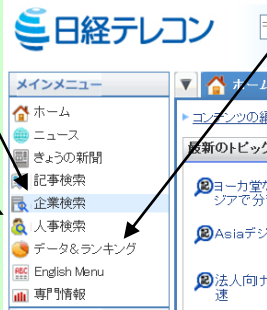 日経テレコン
メインメニュー
ホーム
ホーム
ニュース
コンテンツの
きょうの新聞
最新のトピック
記事検索
企業検索
ヨーカ堂
ジアで分
人事検索
Asiaデジ
データ&ランキング
English Menu
法人向け
速
専門情報